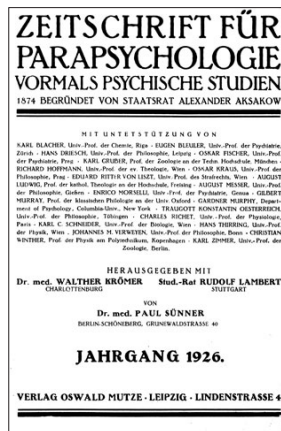 ZEITSCHRIFT FÜR
PARAPSYCHOLOGIE
VORMALS PSYCHISCHE STUDIEN
1874 BEGRÜNDET VON STAATSRAT ALEXANDER AKSAKOW
MIT UNTETSTÜTZUNG VON
KARL BLACHER, Univ.-Prof. der Chemie, Riga - EUGEN BLEULER, Univ.-Prof. der Psychiatrie,
Zürich - HANS DRIESCH, Univ.-Prof. der Philosophie, Leipzig - OSKAR FISCHER, Univ.-Prof.
der Psychiatrie, Prag - KARL GRUBER, Prof. der Zoologie an der Techn. Hochschule, München -
RICHARD HOFFMANN, Univ.-Prof. der ev. Theologie, Wien - OSKAR KRAUS, Univ.-Prof. der
Philosophie, Prag - EDUARD RITTER VON LISZT, Univ. Prof. des Strafrechts, Wien - AUGUST
LUDWIG, Prof. der kathol. Theologie an der Hochschule, Freising - AUGUST MESSER, Univ.-Prof.
der Philosophie, Gießen - ENRICO MORSELLI, Univ.-Prof. der Psychiatrie, Genua - GILBERT
MURRAY, Prof. der klassischen Philologie an der Univ. Oxford - GARDNER MURPHY, Depart-
ment of Psychology, Columbia-Univ., New York - TRAUGOTT KONSTANTIN OESTERREICH,
Univ.-Prof. der Philosophie, Tübingen - CHARLES RICHET, Univ.-Prof. der Physiologie,
Paris - KARL C. SCHNEIDER, Univ.-Prof. der Biologie, Wien - HANS THIRRING, Univ.-Prof.
der Physik, Wien - JOHANNES M. VERWEYEN, Univ.-Prof. der Philosophie, Bonn - CHRISTIAN
WINTHER, Prof. der Physik am Polytechnikum, Kopenhagen - KARL ZIMMER, Univ.-Prof. der
Zoologie, Berlin.
HERAUSGEGEBEN MIT
Dr. med. WALTHER KRÖMER Stud.-Rat RUDOLF LAMBERT
CHARLOTTENBURG STUTTGART
VON
Dr. med. PAUL SÜNNER
BERLIN-SCHÖNEBERG, GRUNEWALDSTRASSE 40
JAHRGANG 1926.
VERLAG OSWALD MUTZE - LEIPZIG - LINDENSTRASSE 4